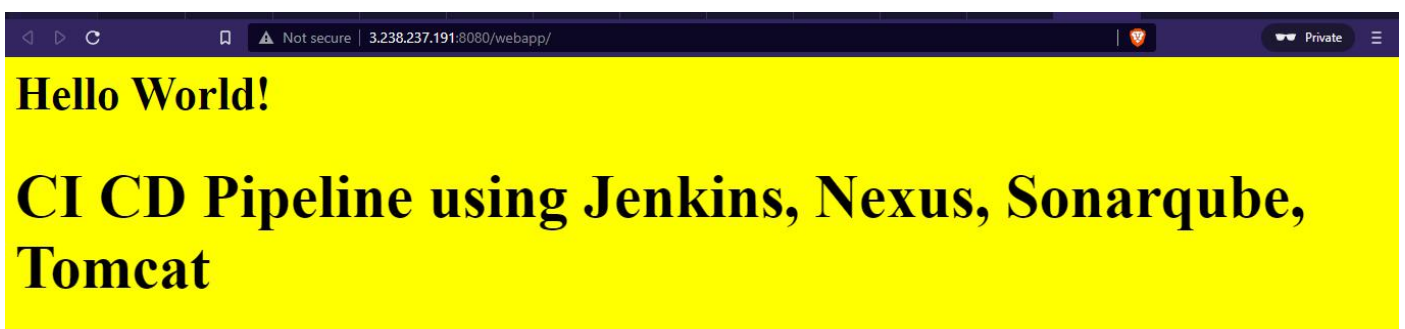 Not secure 3.238.237.191:8080/webapp/ Private
Hello World!
CI CD Pipeline using Jenkins, Nexus, Sonarqube,
Tomcat